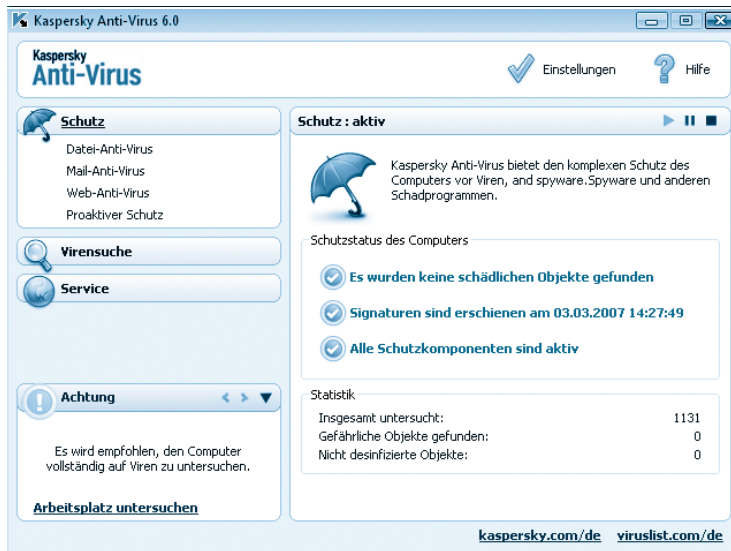 Kaspersky Anti-Virus 6.0
Kaspersky
Anti-Virus
Einstellungen
Hilfe
Schutz
Datei-Anti-Virus
Mail-Anti-Virus
Web-Anti-Virus
Proaktiver Schutz
Virensuche
Service
Achtung
Es wird empfohlen, den Computer
vollständig auf Viren zu untersuchen.
Arbeitsplatz untersuchen
Schutz : aktiv
Kaspersky Anti-Virus bietet den komplexen Schutz des
Computers vor Viren, and spyware.Spyware und anderen
Schadprogrammen.
Schutzstatus des Computers
Es wurden keine schädlichen Objekte gefunden
Signaturen sind erschienen am 03.03.2007 14:27:49
Alle Schutzkomponenten sind aktiv
Statistik
Insgesamt untersucht: 1131
Gefährliche Objekte gefunden: 0
Nicht desinfizierte Objekte: 0
kaspersky.com/de viruslist.com/de